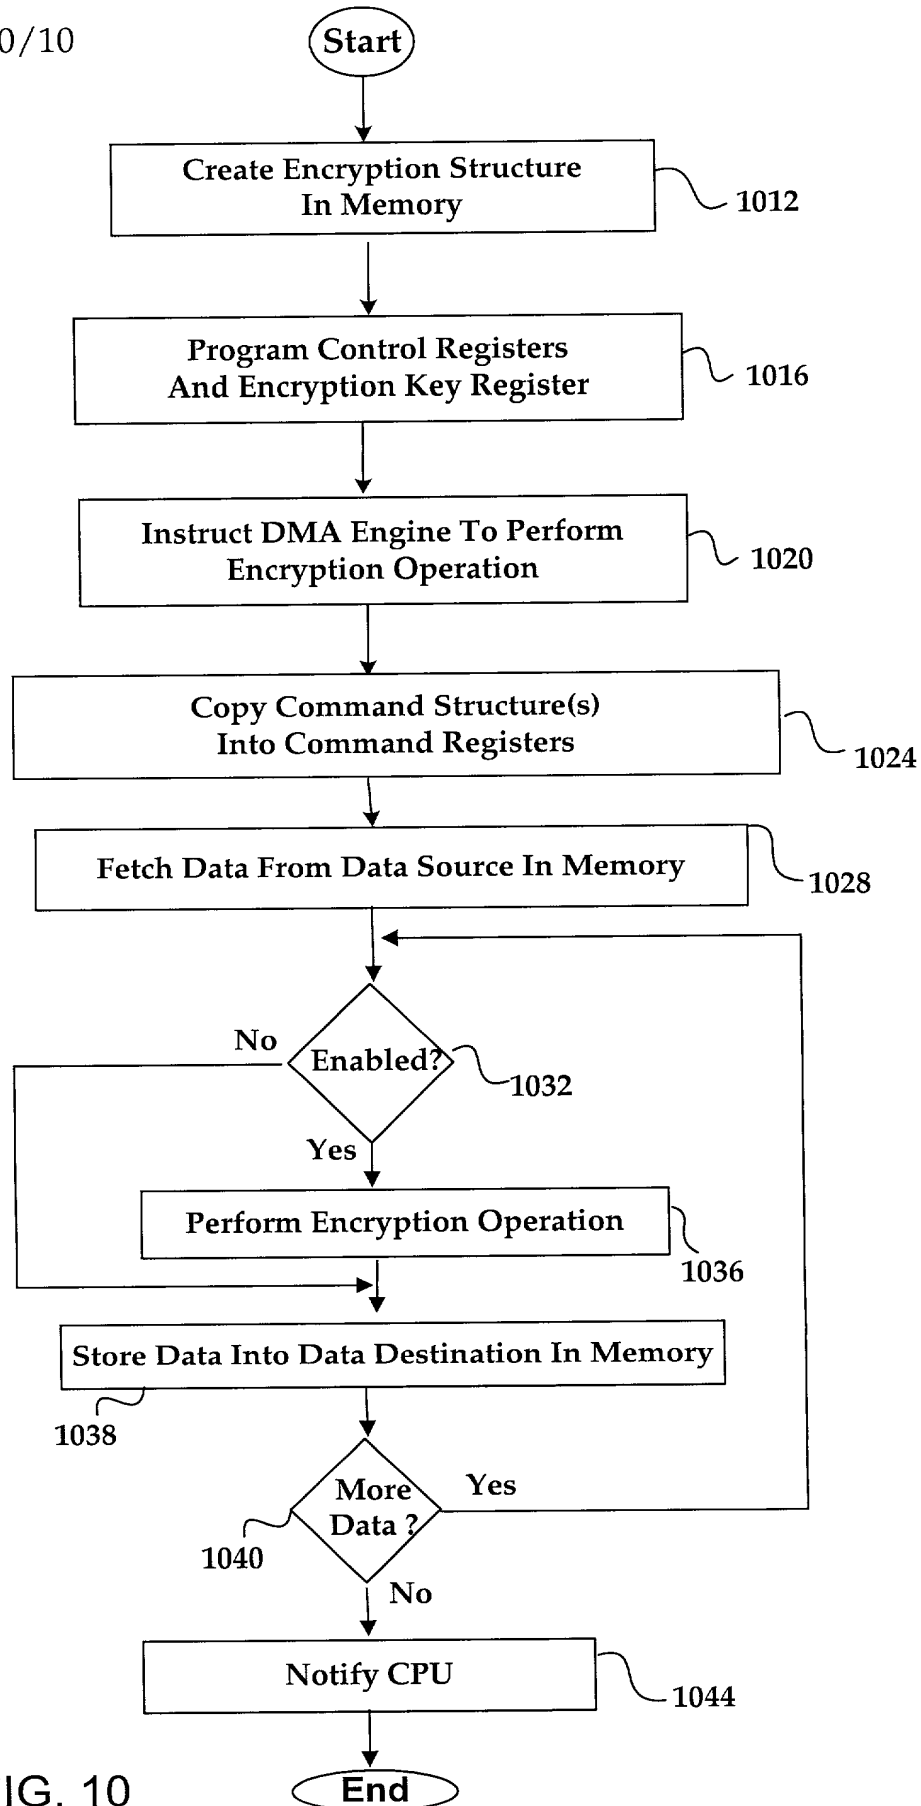 0/10
Start
Create Encryption Structure
In Memory
1012
Program Control Registers
And Encryption Key Register
1016
Instruct DMA Engine To Perform
Encryption Operation
1020
Copy Command Structure(s)
Into Command Registers
1024
Fetch Data From Data Source In Memory
1028
No
Enabled?
1032
Yes
Perform Encryption Operation
1036
Store Data Into Data Destination In Memory
1038
More
Data ?
Yes
1040
No
Notify CPU
1044
IG. 10
End